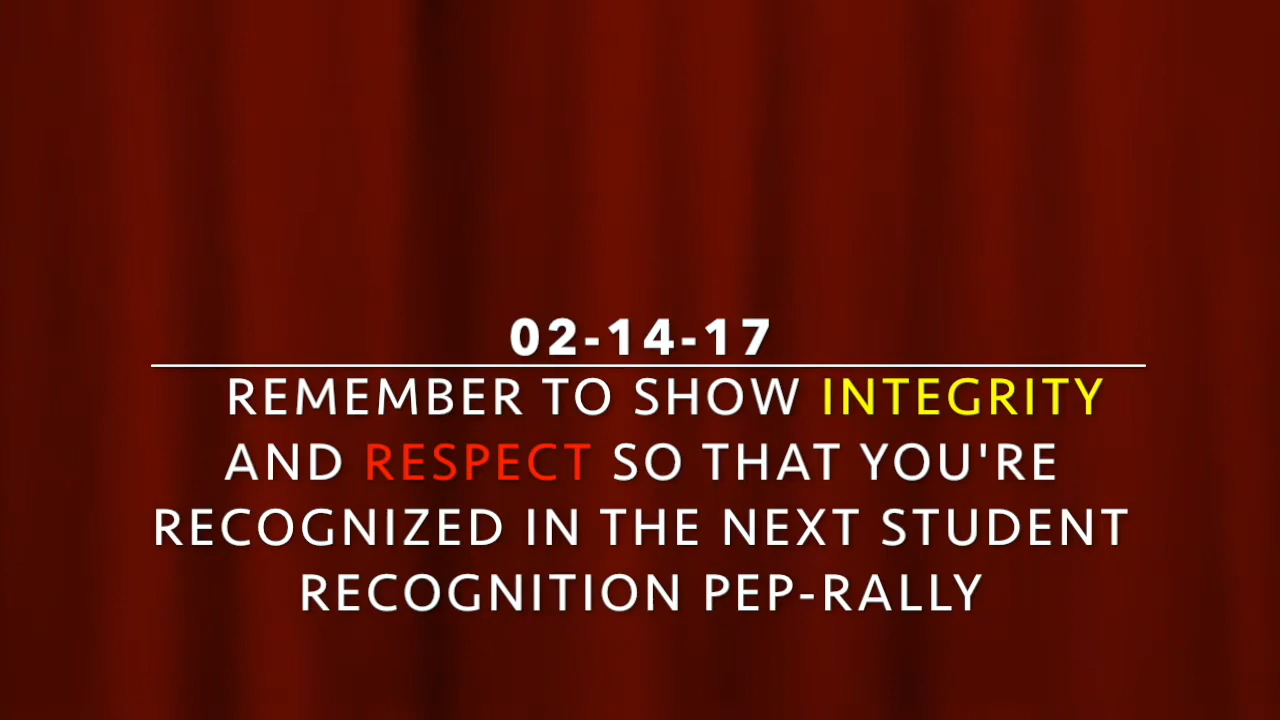 02-14-17
REMEMBER TO SHOW INTEGRITY
AND RESPECT SO THAT YOU'RE
RECOGNIZED IN THE NEXT STUDENT
RECOGNITION PEP-RALLY